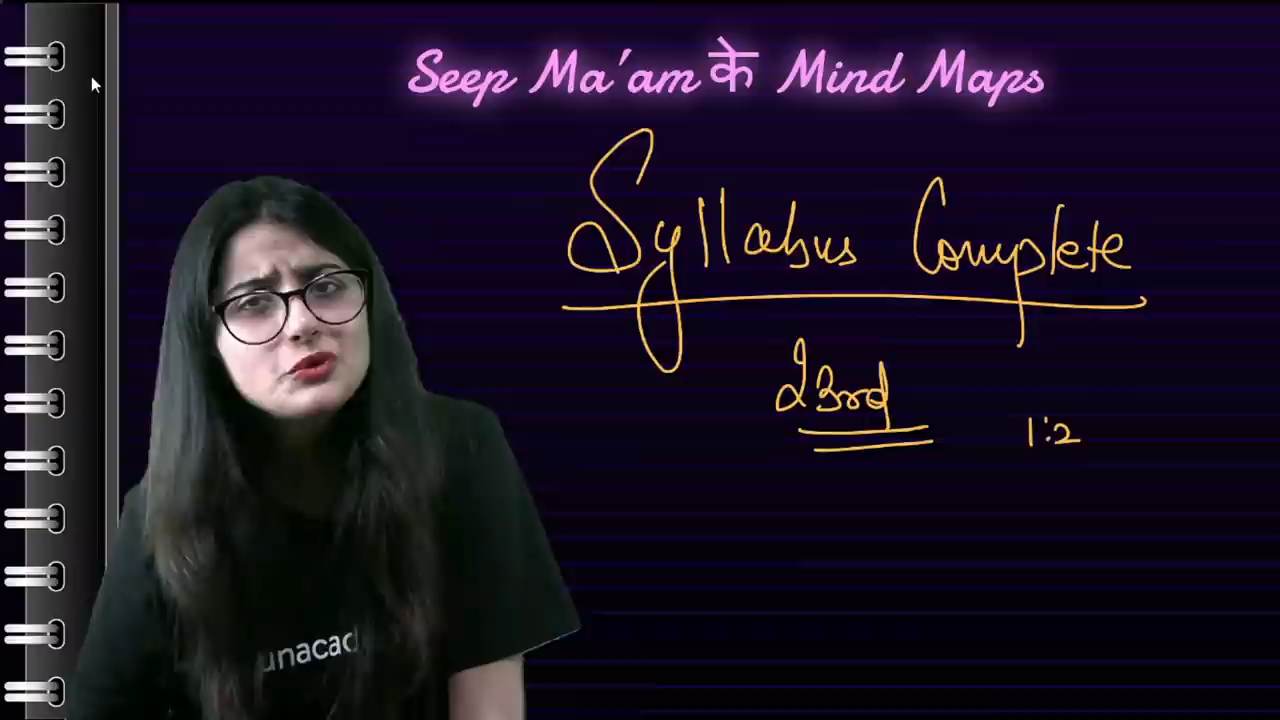 Seep Ma'am के Mind Maps
Syllabus Complete
23rd
1:2
unacad